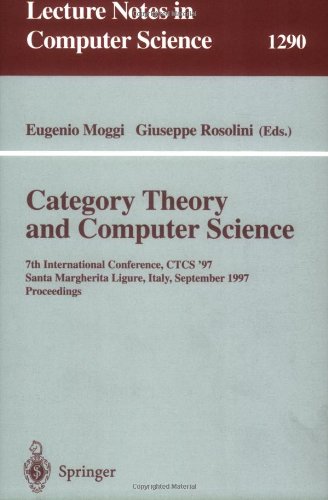 Lecture Notes in
Computer Science 1290
Eugenio Moggi Giuseppe Rosolini (Eds.)
Category Theory
and Computer Science
7th International Conference, CTCS '97
Santa Margherita Ligure, Italy, September 1997
Proceedings
Springer